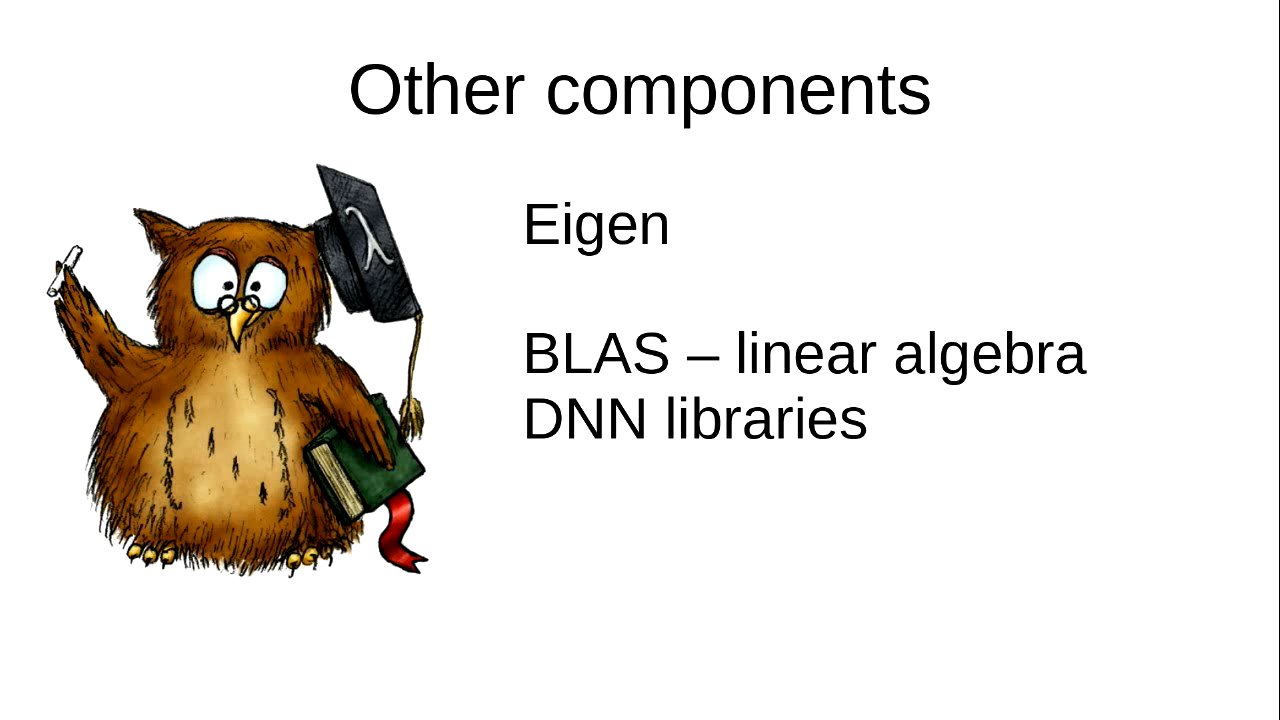 Other components
λ
Eigen
BLAS – linear algebra
DNN libraries